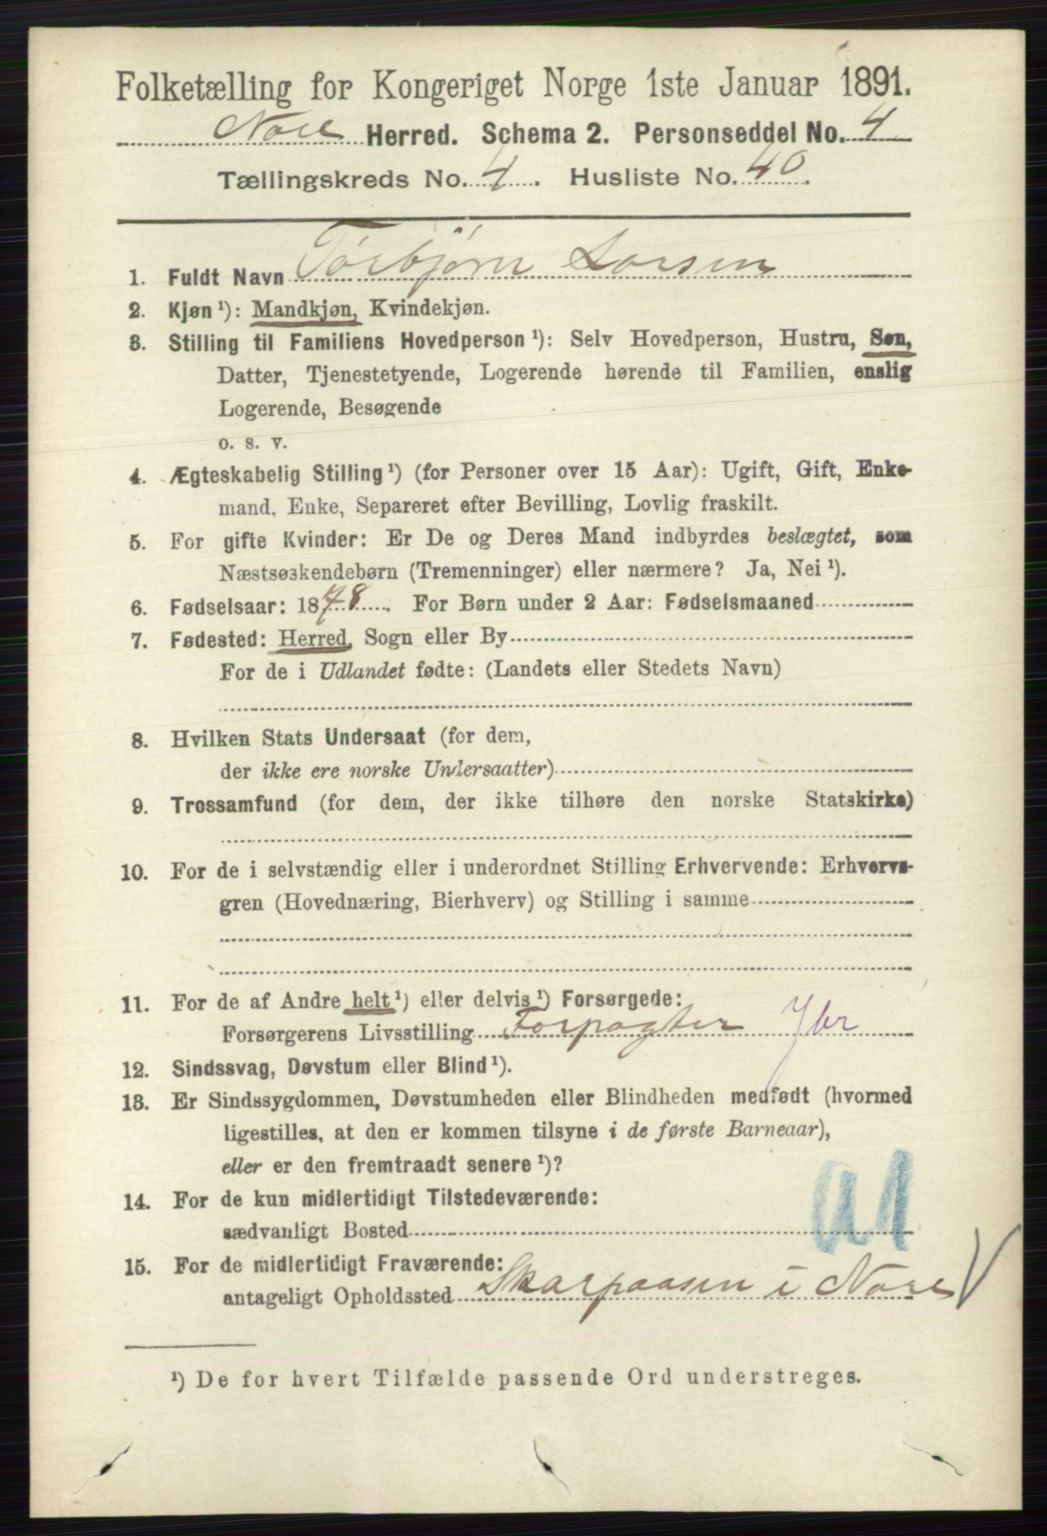 Folketælling for Kongeriget Norge 1ste Januar 1891.
Nore Herred. Schema 2. Personseddel No. 4
Tællingskreds No. 4. Husliste No. 40.
1. Fuldt Navn Torbjørn Larsen
2. Kjøn ¹): Mandkjøn, Kvindekjøn.
3. Stilling til Familiens Hovedperson ¹): Selv Hovedperson, Hustru, Søn,
Datter, Tjenestetyende, Logerende hørende til Familien, enslig
Logerende, Besøgende
o. s. v.
4. Ægteskabelig Stilling ¹) (for Personer over 15 Aar): Ugift, Gift, Enke-
mand, Enke, Separeret efter Bevilling, Lovlig fraskilt.
5. For gifte Kvinder: Er De og Deres Mand indbyrdes beslægtet, som
Næstsøskendebørn (Tremenninger) eller nærmere? Ja, Nei ¹).
6. Fødselsaar: 1878. For Børn under 2 Aar: Fødselsmaaned
7. Fødested: Herred, Sogn eller By
For de i Udlandet fødte: (Landets eller Stedets Navn)
8. Hvilken Stats Undersaat (for dem,
der ikke ere norske Undersaatter)
9. Trossamfund (for dem, der ikke tilhøre den norske Statskirke)
10. For de i selvstændig eller i underordnet Stilling Erhvervende: Erhvervs-
gren (Hovednæring, Bierhverv) og Stilling i samme
11. For de af Andre helt ¹) eller delvis ¹) Forsørgede:
Forsørgerens Livsstilling Forpagter Jbr
12. Sindssvag, Døvstum eller Blind ¹).
13. Er Sindssygdommen, Døvstumheden eller Blindheden medfødt (hvormed
ligestilles, at den er kommen tilsyne i de første Barneaar),
eller er den fremtraadt senere ¹)?
14. For de kun midlertidigt Tilstedeværende:
sædvanligt Bosted
15. For de midlertidigt Fraværende:
antageligt Opholdssted Skarpaasen i Nore
¹) De for hvert Tilfælde passende Ord understreges.